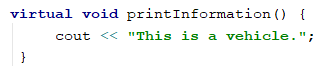 virtual void printInformation() {
cout << "This is a vehicle.";
}